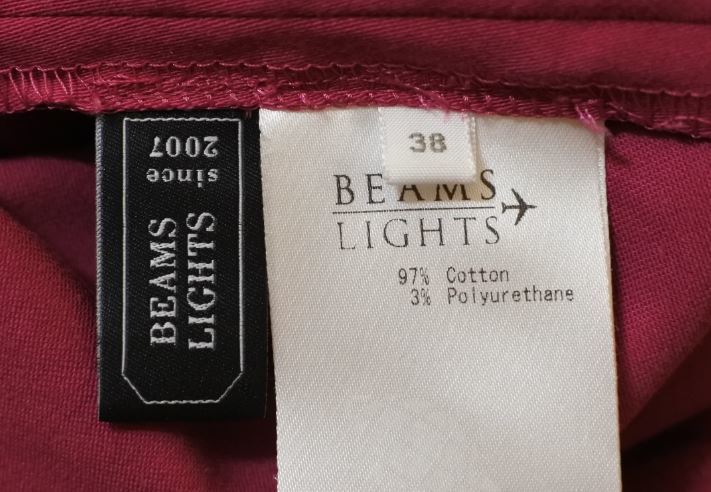 since
2007
BEAMS
LIGHTS
38
BEAMS
LIGHTS
97% Cotton
3% Polyurethane